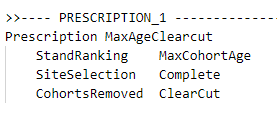 >>---- PRESCRIPTION_1 ---------------
Prescription MaxAgeClearcut
    StandRanking    MaxCohortAge
    SiteSelection   Complete
    CohortsRemoved  ClearCut